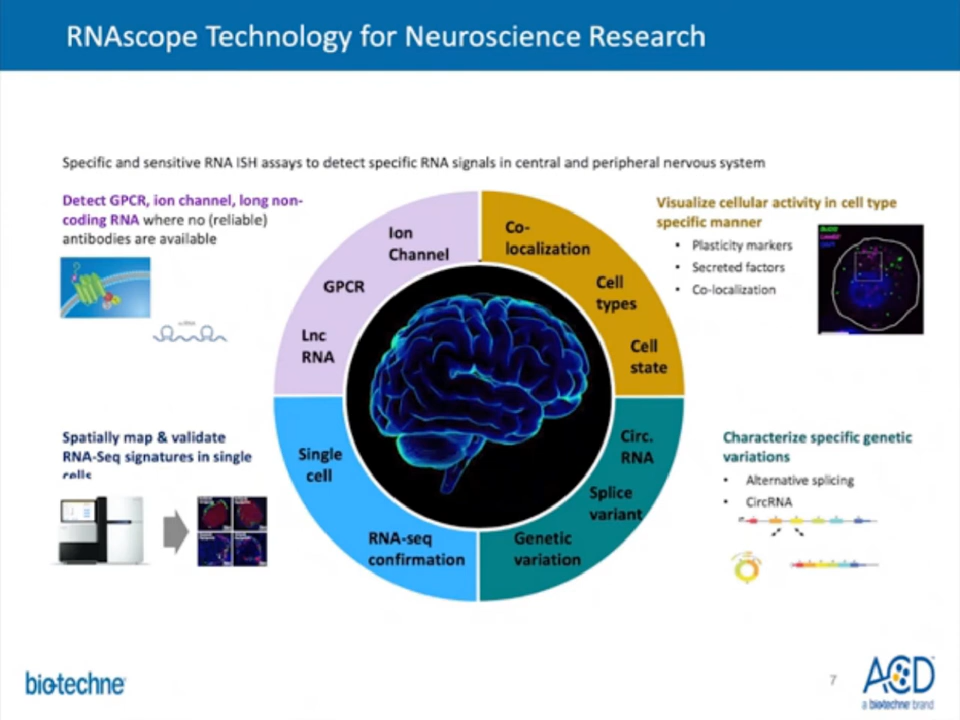 RNAscope Technology for Neuroscience Research
Specific and sensitive RNA ISH assays to detect specific RNA signals in central and peripheral nervous system
Detect GPCR, ion channel, long non-
coding RNA where no (reliable)
antibodies are available
Ion
Channel
GPCR
Lnc
RNA
Co-
localization
Cell
types
Cell
state
Visualize cellular activity in cell type
specific manner
• Plasticity markers
• Secreted factors
• Co-localization
Spatially map & validate
RNA-Seq signatures in single
cells
Single
cell
RNA-seq
confirmation
Circ.
RNA
Splice
variant
Genetic
variation
Characterize specific genetic
variations
• Alternative splicing
• CircRNA
bio-techne
7
ACD
a biotechne brand